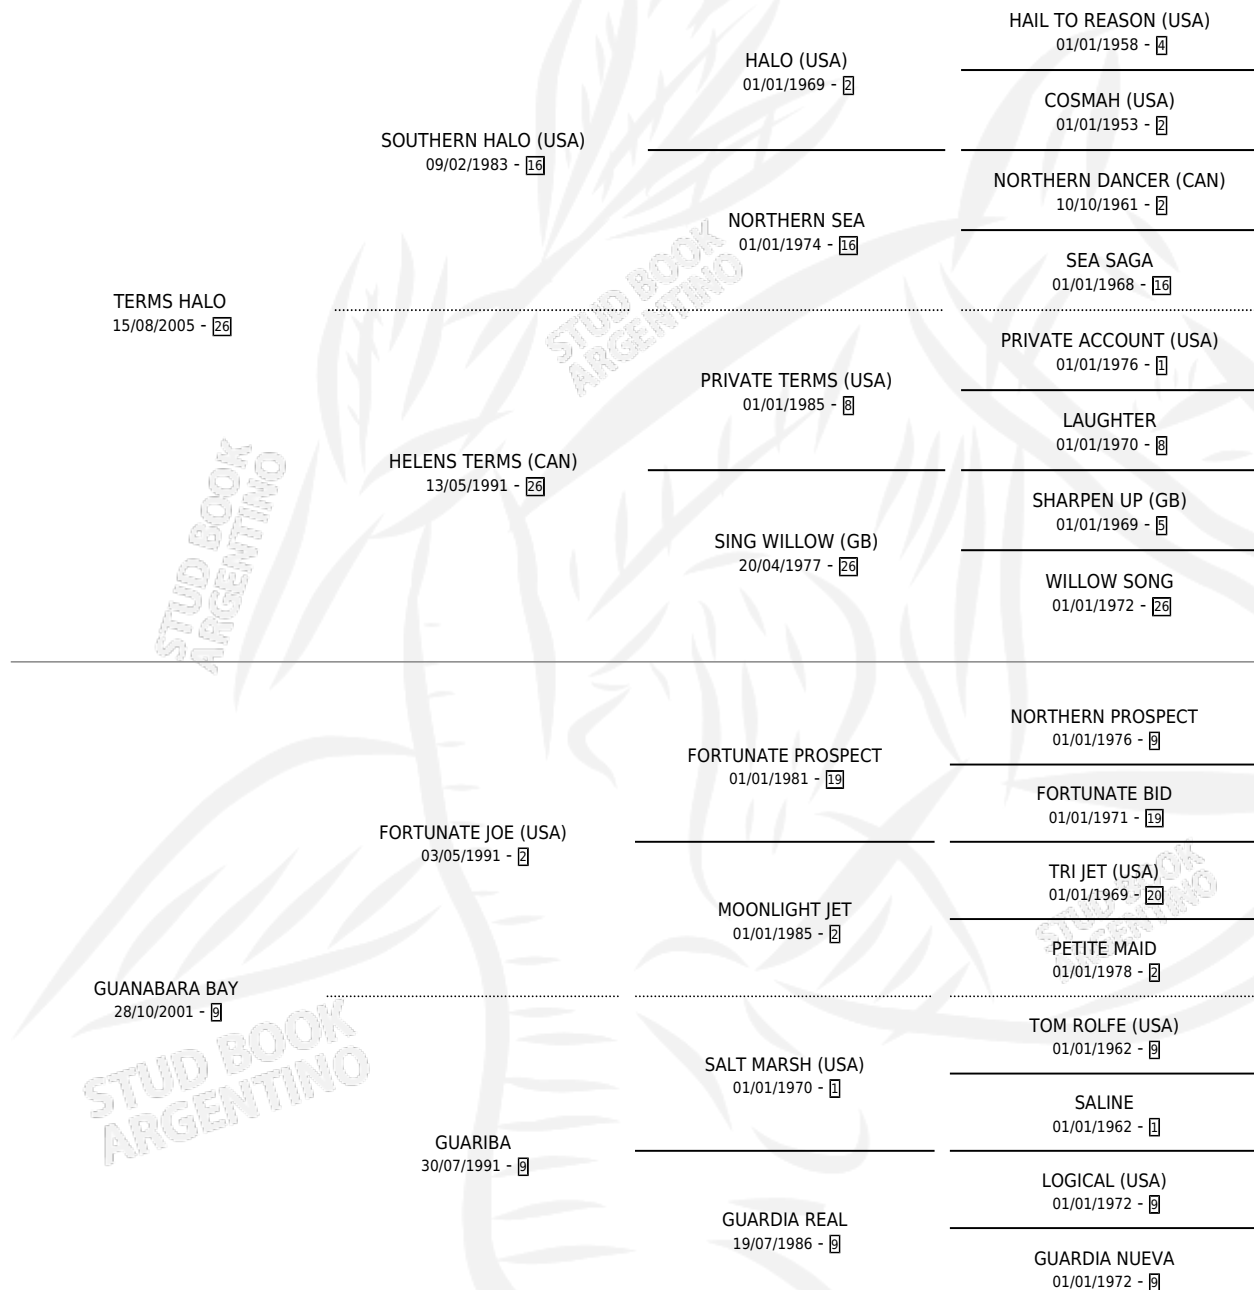 HAIL TO REASON (USA)
01/01/1958 - 4
HALO (USA)
01/01/1969 - 2
COSMAH (USA)
01/01/1953 - 2
SOUTHERN HALO (USA)
09/02/1983 - 16
NORTHERN DANCER (CAN)
10/10/1961 - 2
NORTHERN SEA
01/01/1974 - 16
SEA SAGA
01/01/1968 - 16
TERMS HALO
15/08/2005 - 26
PRIVATE ACCOUNT (USA)
01/01/1976 - 1
PRIVATE TERMS (USA)
01/01/1985 - 8
LAUGHTER
01/01/1970 - 8
HELENS TERMS (CAN)
13/05/1991 - 26
SHARPEN UP (GB)
01/01/1969 - 5
SING WILLOW (GB)
20/04/1977 - 26
WILLOW SONG
01/01/1972 - 26
NORTHERN PROSPECT
01/01/1976 - 9
FORTUNATE PROSPECT
01/01/1981 - 19
FORTUNATE BID
01/01/1971 - 19
FORTUNATE JOE (USA)
03/05/1991 - 2
TRI JET (USA)
01/01/1969 - 20
MOONLIGHT JET
01/01/1985 - 2
PETITE MAID
01/01/1978 - 2
GUANABARA BAY
28/10/2001 - 9
TOM ROLFE (USA)
01/01/1962 - 9
SALT MARSH (USA)
01/01/1970 - 1
SALINE
01/01/1962 - 1
GUARIBA
30/07/1991 - 9
LOGICAL (USA)
01/01/1972 - 9
GUARDIA REAL
19/07/1986 - 9
GUARDIA NUEVA
01/01/1972 - 9
STUD BOOK
ARGENTINO
STUD BOOK
ARGENTINO
STUD BOOK
ARGENTINO
STUD BOOK
ARGENTINO